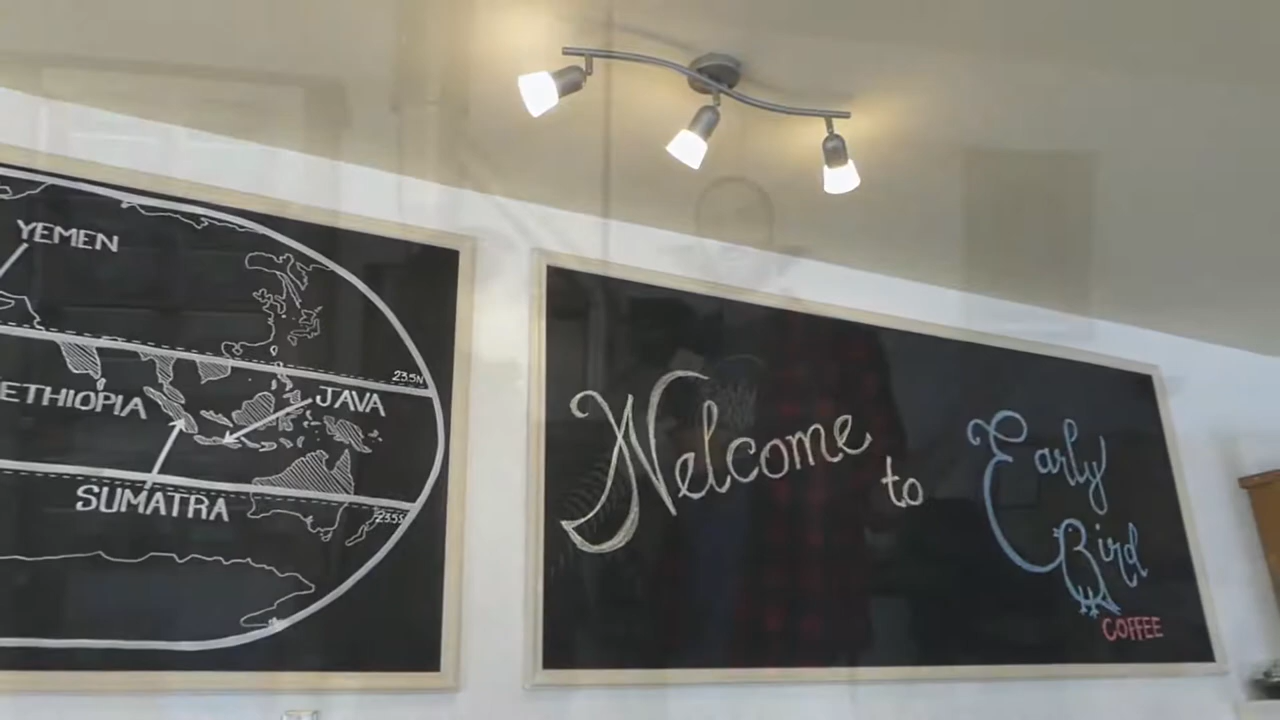 YEMEN
23.5N
ETHIOPIA
JAVA
SUMATRA
23.5S
Welcome
to
Early
Bird
COFFEE